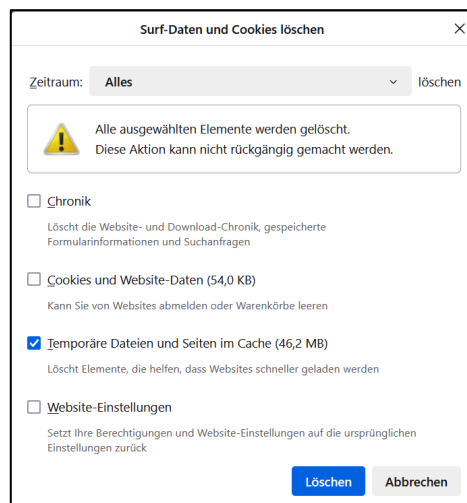 Surf-Daten und Cookies löschen
Zeitraum: Alles löschen
Alle ausgewählten Elemente werden gelöscht.
Diese Aktion kann nicht rückgängig gemacht werden.
Chronik
Löscht die Website- und Download-Chronik, gespeicherte
Formularinformationen und Suchanfragen
Cookies und Website-Daten (54,0 KB)
Kann Sie von Websites abmelden oder Warenkörbe leeren
Temporäre Dateien und Seiten im Cache (46,2 MB)
Löscht Elemente, die helfen, dass Websites schneller geladen werden
Website-Einstellungen
Setzt Ihre Berechtigungen und Website-Einstellungen auf die ursprünglichen
Einstellungen zurück
Löschen Abbrechen